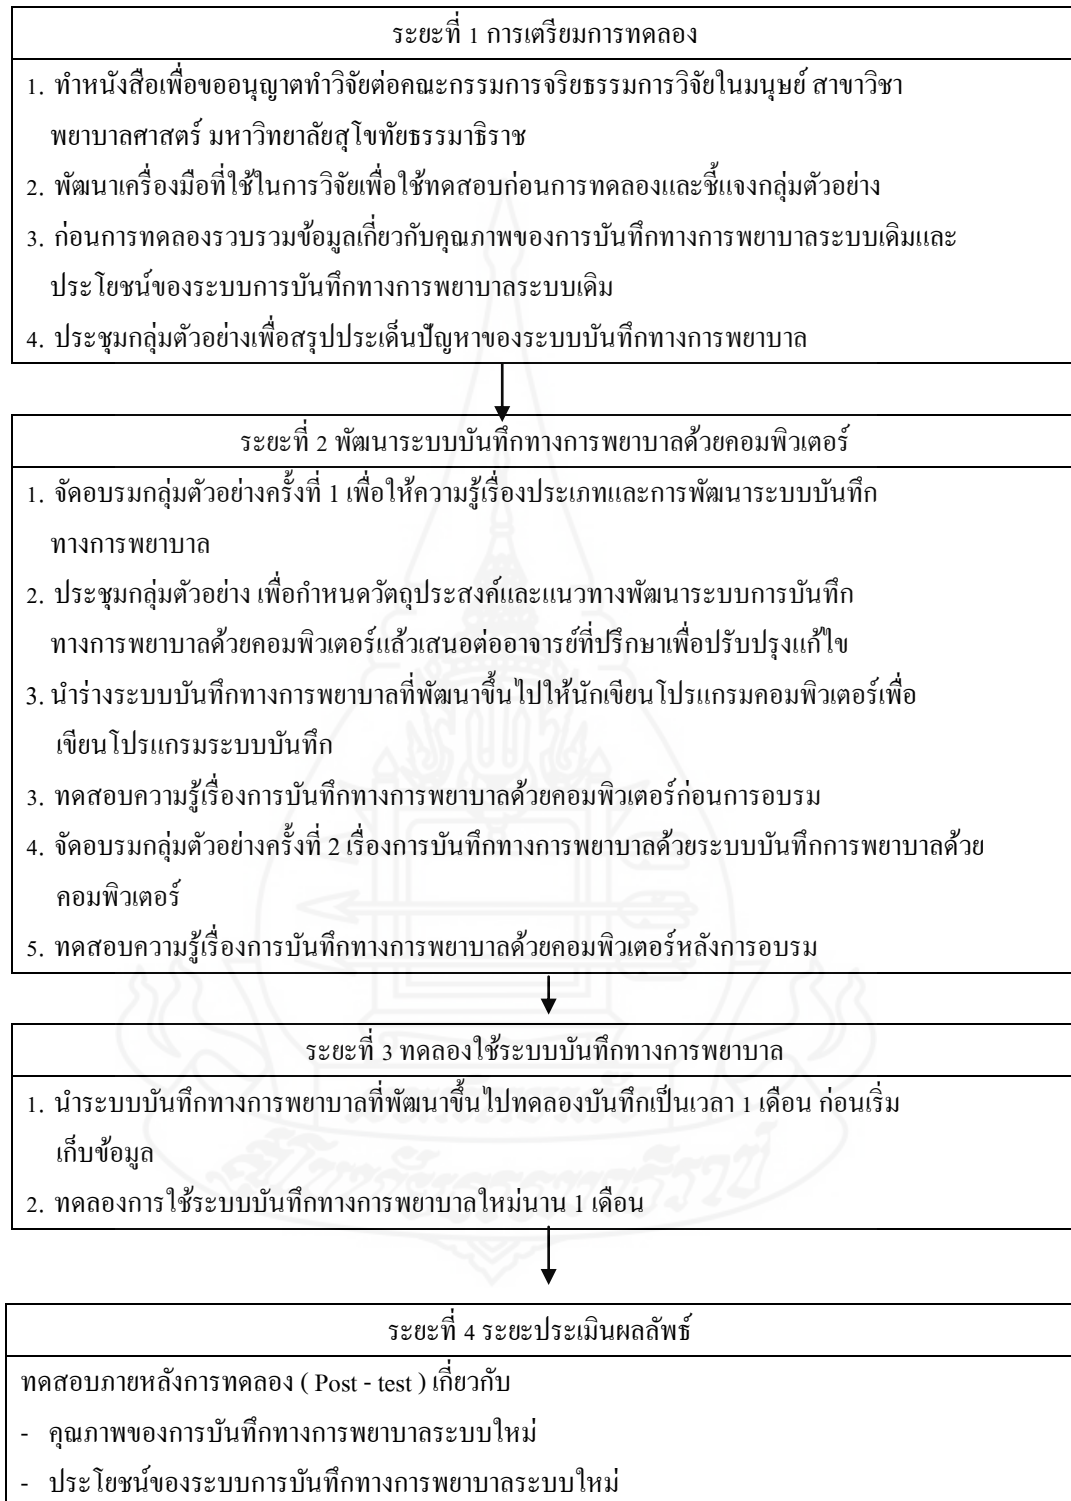 ระยะที่ 1 การเตรียมการทดลอง
1. ทำหนังสือเพื่อขออนุญาตทำวิจัยต่อคณะกรรมการจริยธรรมการวิจัยในมนุษย์ สาขาวิชา
พยาบาลศาสตร์ มหาวิทยาลัยสุโขทัยธรรมาธิราช
2. พัฒนาเครื่องมือที่ใช้ในการวิจัยเพื่อใช้ทดสอบก่อนการทดลองและชี้แจงกลุ่มตัวอย่าง
3. ก่อนการทดลองรวบรวมข้อมูลเกี่ยวกับคุณภาพของการบันทึกทางการพยาบาลระบบเดิมและ
ประโยชน์ของระบบการบันทึกทางการพยาบาลระบบเดิม
4. ประชุมกลุ่มตัวอย่างเพื่อสรุปประเด็นปัญหาของระบบบันทึกทางการพยาบาล
ระยะที่ 2 พัฒนาระบบบันทึกทางการพยาบาลด้วยคอมพิวเตอร์
1. จัดอบรมกลุ่มตัวอย่างครั้งที่ 1 เพื่อให้ความรู้เรื่องประเภทและการพัฒนาระบบบันทึก
ทางการพยาบาล
2. ประชุมกลุ่มตัวอย่าง เพื่อกำหนดวัตถุประสงค์และแนวทางพัฒนาระบบการบันทึก
ทางการพยาบาลด้วยคอมพิวเตอร์แล้วเสนอต่ออาจารย์ที่ปรึกษาเพื่อปรับปรุงแก้ไข
3. นำร่างระบบบันทึกทางการพยาบาลที่พัฒนาขึ้นไปให้นักเขียนโปรแกรมคอมพิวเตอร์เพื่อ
เขียนโปรแกรมระบบบันทึก
3. ทดสอบความรู้เรื่องการบันทึกทางการพยาบาลด้วยคอมพิวเตอร์ก่อนการอบรม
4. จัดอบรมกลุ่มตัวอย่างครั้งที่ 2 เรื่องการบันทึกทางการพยาบาลด้วยระบบบันทึกการพยาบาลด้วย
คอมพิวเตอร์
5. ทดสอบความรู้เรื่องการบันทึกทางการพยาบาลด้วยคอมพิวเตอร์หลังการอบรม
ระยะที่ 3 ทดลองใช้ระบบบันทึกทางการพยาบาล
1. นำระบบบันทึกทางการพยาบาลที่พัฒนาขึ้นไปทดลองบันทึกเป็นเวลา 1 เดือน ก่อนเริ่ม
เก็บข้อมูล
2. ทดลองการใช้ระบบบันทึกทางการพยาบาลใหม่นาน 1 เดือน
มหาวิทยาลัยสุโขทัยธรรมาธิราช
ระยะที่ 4 ระยะประเมินผลลัพธ์
ทดสอบภายหลังการทดลอง ( Post - test ) เกี่ยวกับ
- คุณภาพของการบันทึกทางการพยาบาลระบบใหม่
- ประโยชน์ของระบบการบันทึกทางการพยาบาลระบบใหม่